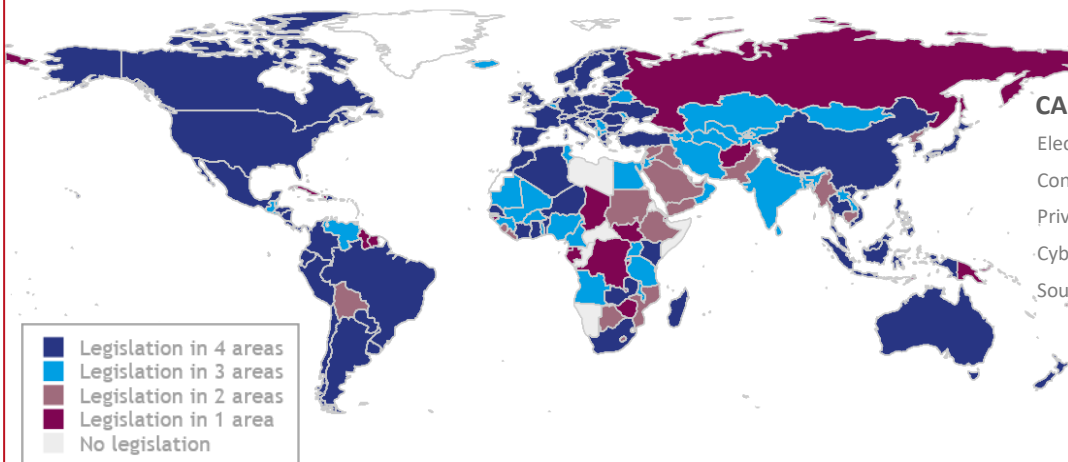 CA
Elec
Con
Priv
Cyb
Sou
Legislation in 4 areas
Legislation in 3 areas
Legislation in 2 areas
Legislation in 1 area
No legislation